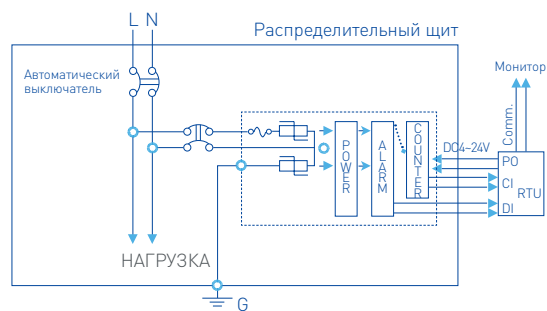 L N
Распределительный щит
Автоматический
выключатель
Монитор
Comm.
POWER
ALARM
COUNTER
DC4~24V
PO
CI
RTU
DI
НАГРУЗКА
G